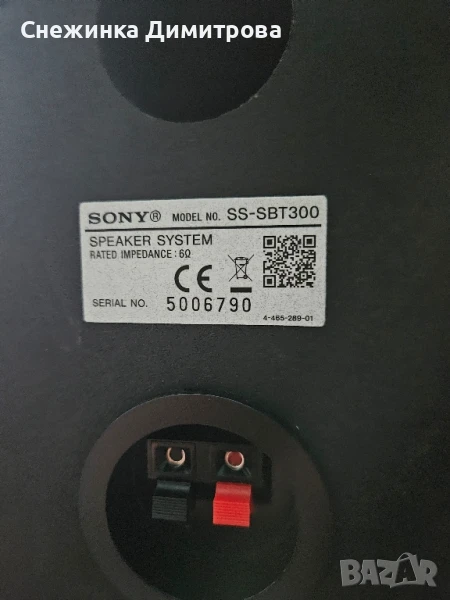 Снежинка Димитрова
SONY® MODEL NO. SS-SBT300
SPEAKER SYSTEM
RATED IMPEDANCE : 6Ω
CE
SERIAL NO. 5006790
4-465-289-01
BAZAR